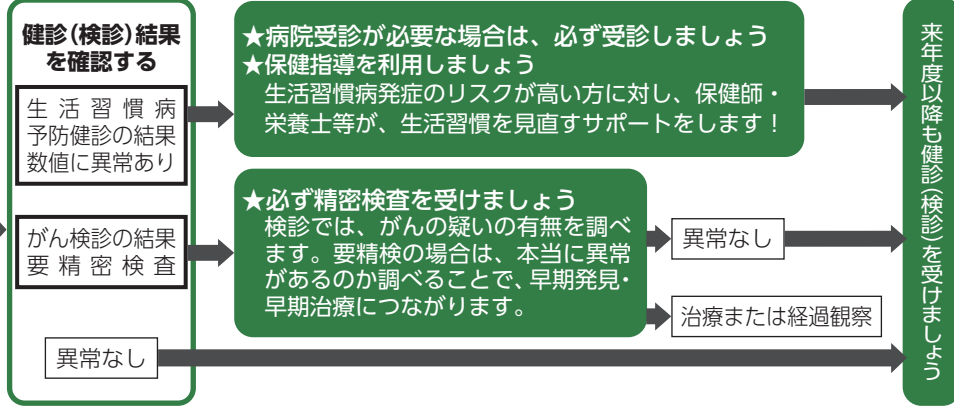 健診(検診)結果
を確認する
生活習慣病
予防健診の結果
数値に異常あり
★病院受診が必要な場合は、必ず受診しましょう
★保健指導を利用しましょう
生活習慣病発症のリスクが高い方に対し、保健師・
栄養士等が、生活習慣を見直すサポートをします！
がん検診の結果
要精密検査
★必ず精密検査を受けましょう
検診では、がんの疑いの有無を調べ
ます。要精検の場合は、本当に異常
があるのか調べることで、早期発見・
早期治療につながります。
異常なし
治療または経過観察
異常なし
来年度以降も健診(検診)を受けましょう